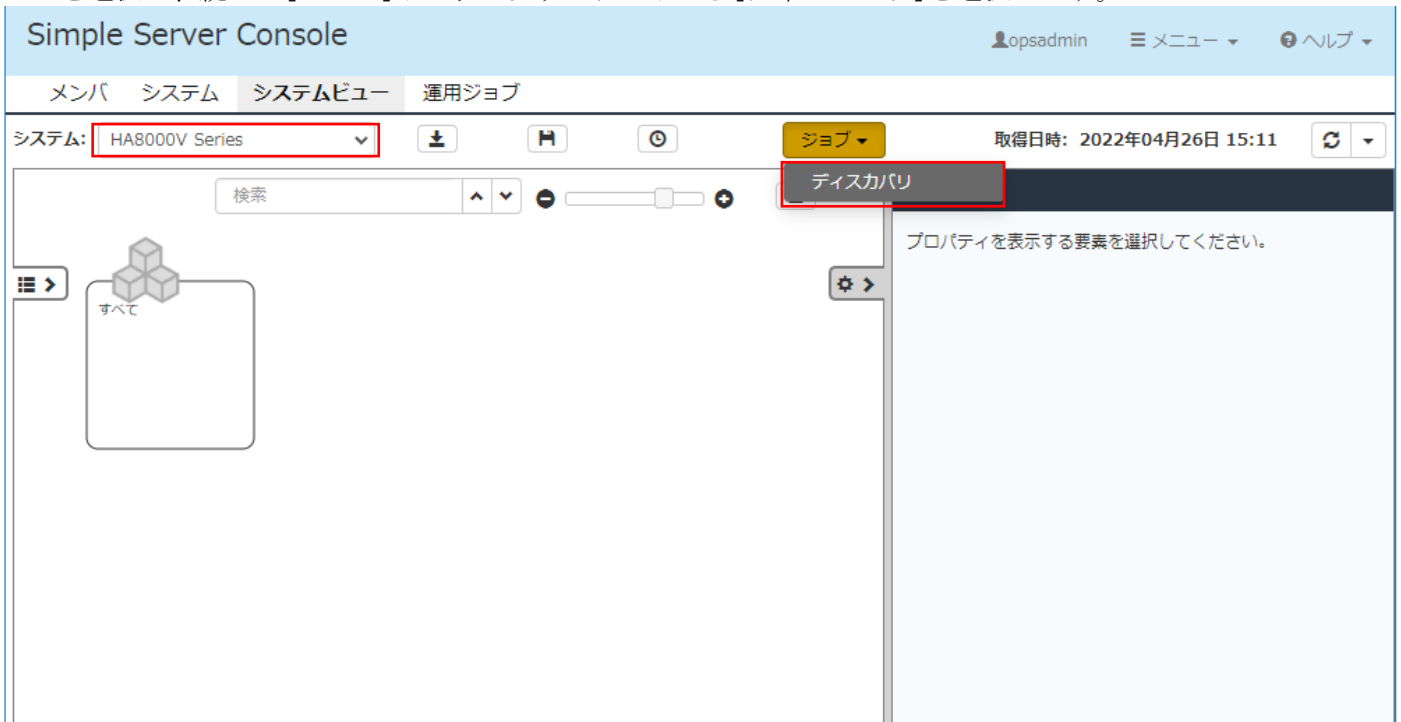 Simple Server Console
opsadmin メニュー ヘルプ
メンバ システム システムビュー 運用ジョブ
システム: HA8000V Series ジョブ 取得日時: 2022年04月26日 15:11
ディスカバリ
検索
プロパティを表示する要素を選択してください。
すべて